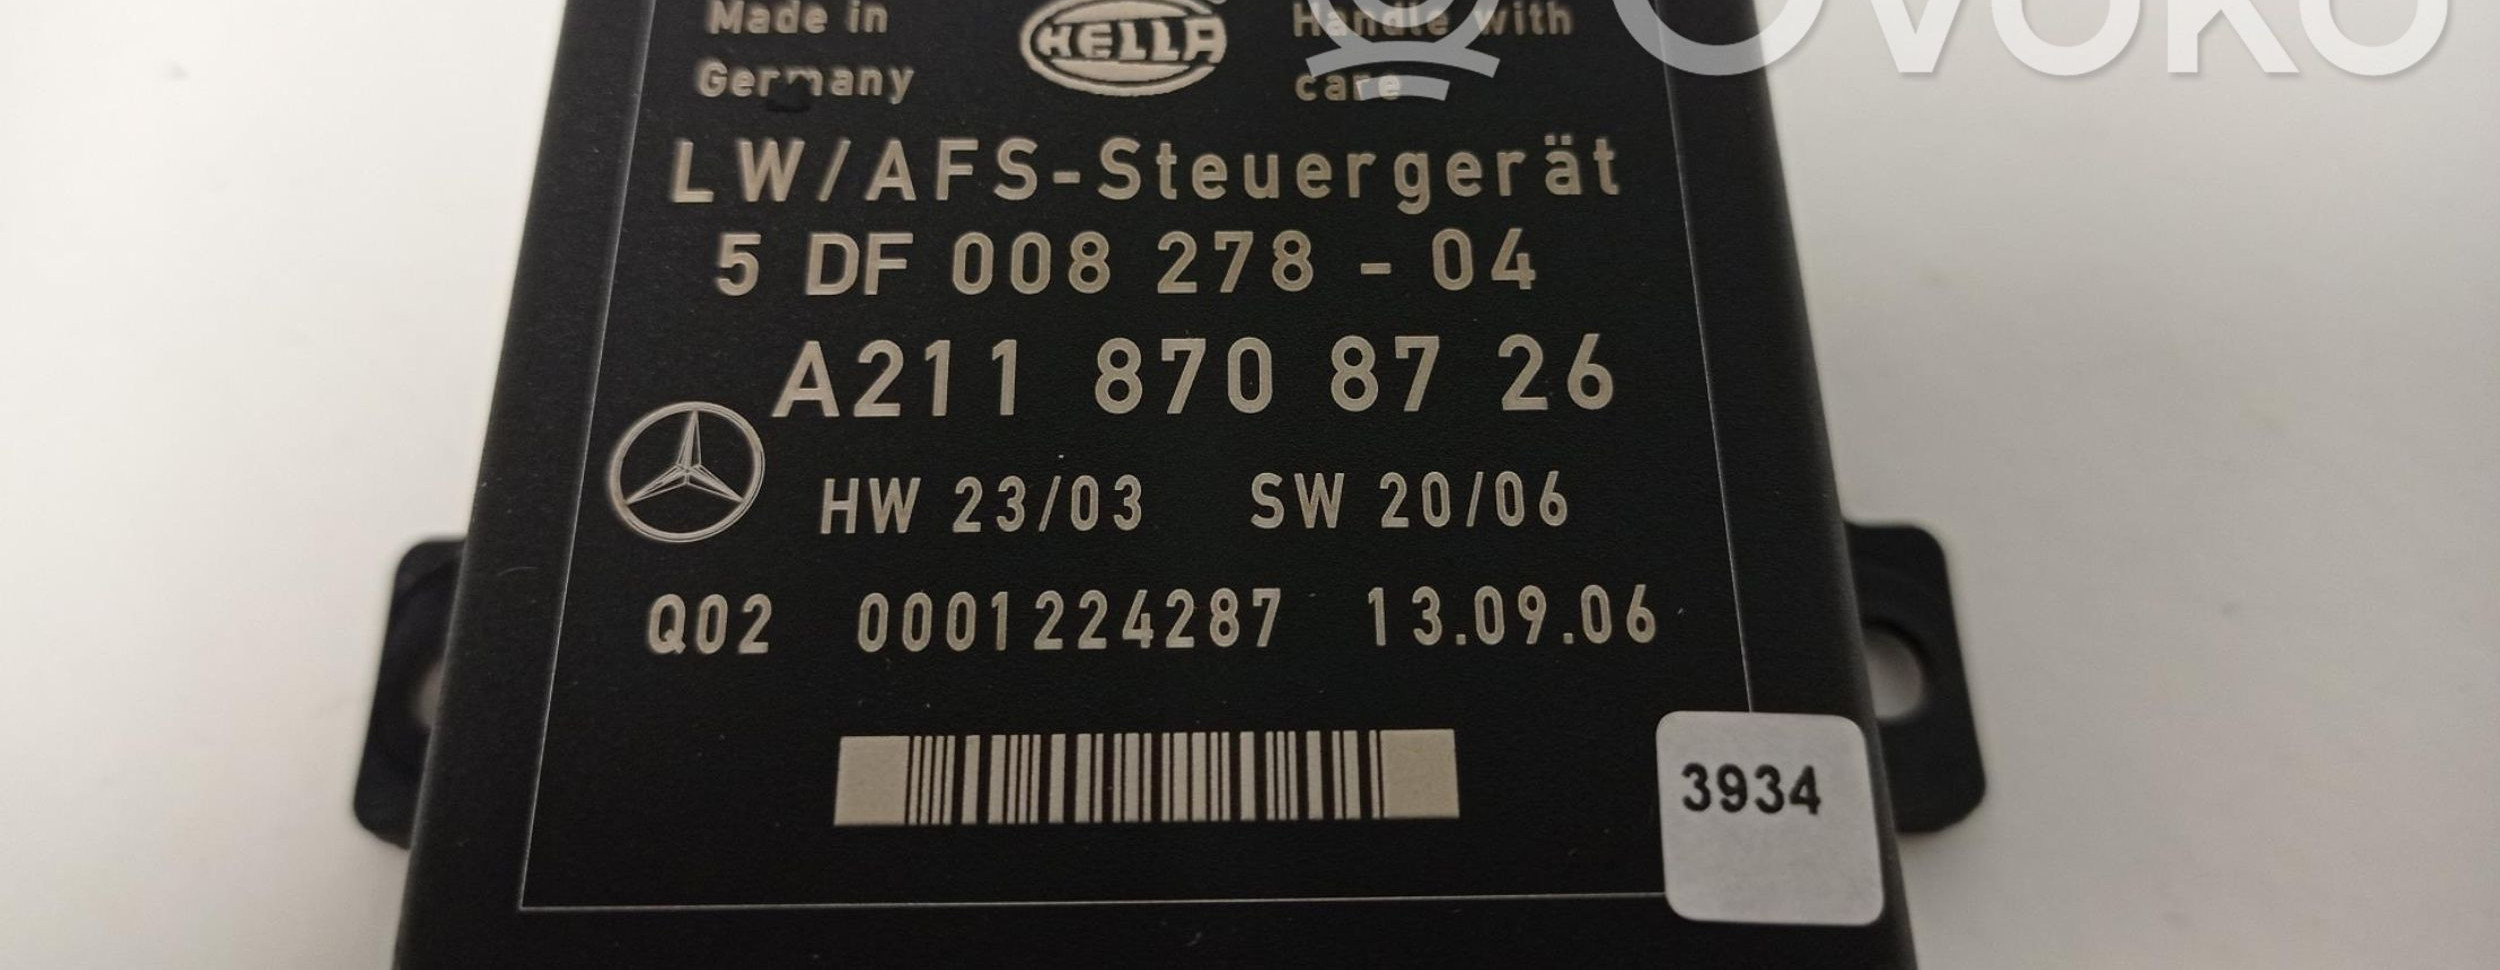 Made in HELLA Handle with
Germany care
OVOKO
LW/AFS-Steuergerät
5 DF 008 278 - 04
A211 870 87 26
HW 23/03 SW 20/06
Q02 0001224287 13.09.06
3934